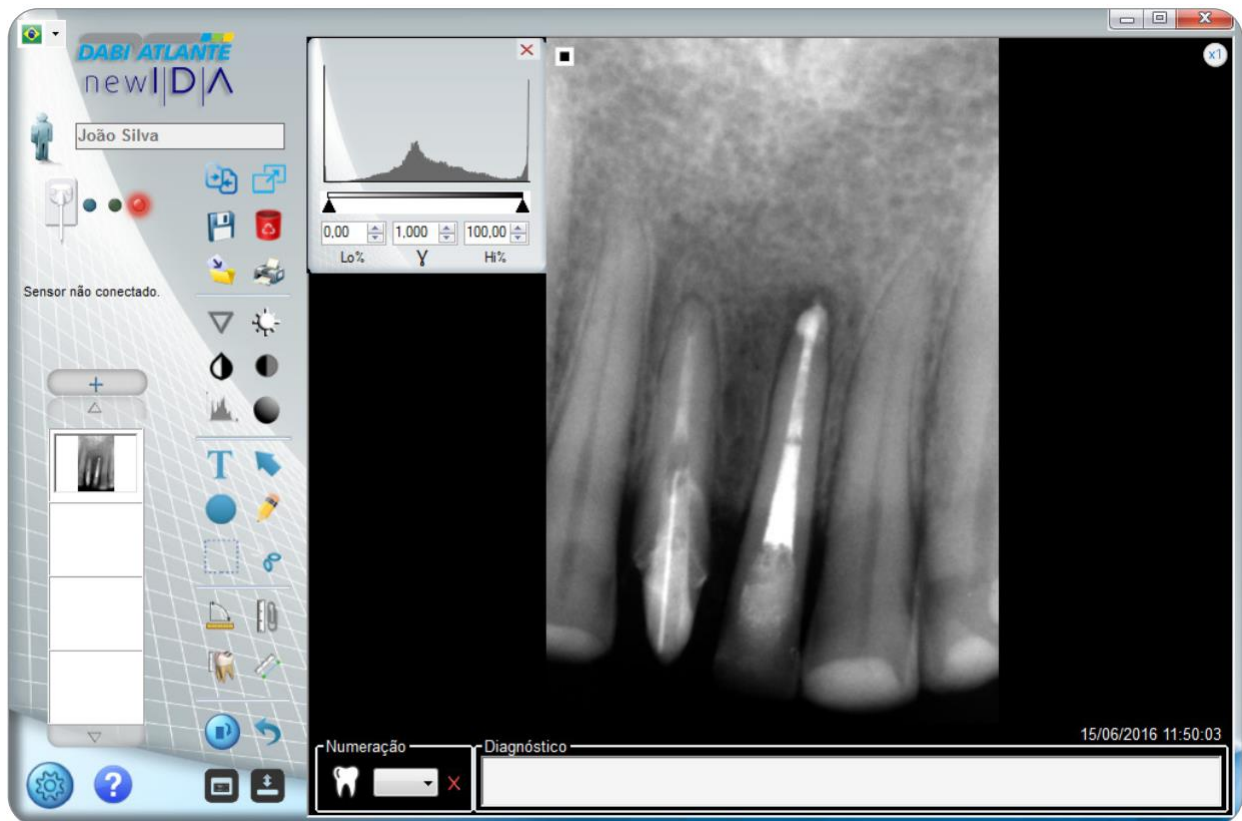 DABI ATLANTE
newI|D|Λ
João Silva
Sensor não conectado.
+
0,00 1,000 100,00
Lo% γ Hi%
x1
T
15/06/2016 11:50:03
Numeração
Diagnóstico
X
?